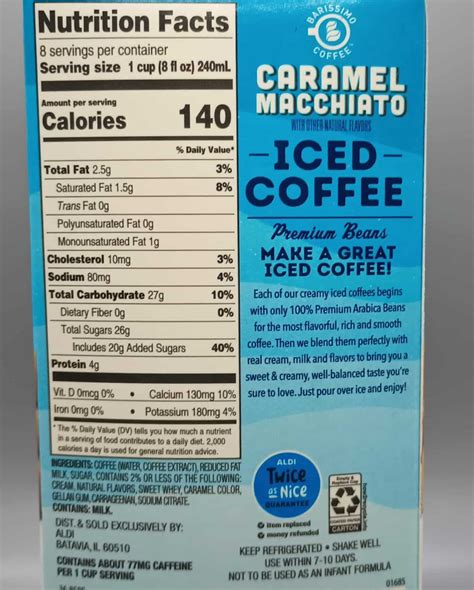 Nutrition Facts
8 servings per container
Serving size 1 cup (8 fl oz) 240mL
Amount per serving
Calories 140
% Daily Value*
Total Fat 2.5g 3%
Saturated Fat 1.5g 8%
Trans Fat 0g
Polyunsaturated Fat 0g
Monounsaturated Fat 1g
Cholesterol 10mg 3%
Sodium 80mg 4%
Total Carbohydrate 27g 10%
Dietary Fiber 0g 0%
Total Sugars 26g
Includes 20g Added Sugars 40%
Protein 4g
Vit. D 0mcg 0% • Calcium 130mg 10%
Iron 0mg 0% • Potassium 180mg 4%
*The % Daily Value (DV) tells you how much a nutrient
in a serving of food contributes to a daily diet. 2,000
calories a day is used for general nutrition advice.
INGREDIENTS: COFFEE (WATER, COFFEE EXTRACT), REDUCED FAT
MILK, SUGAR, CONTAINS 2% OR LESS OF THE FOLLOWING:
CREAM, NATURAL FLAVORS, SWEET WHEY, CARAMEL COLOR,
GELLAN GUM, CARRAGEENAN, SODIUM CITRATE.
CONTAINS: MILK.
DIST. & SOLD EXCLUSIVELY BY:
ALDI
BATAVIA, IL 60510
CONTAINS ABOUT 77MG CAFFEINE
PER 1 CUP SERVING
BARISSIMO
COFFEE
CARAMEL
MACCHIATO
WITH OTHER NATURAL FLAVORS
ICED
COFFEE
Premium Beans
MAKE A GREAT
ICED COFFEE!
Each of our creamy iced coffees begins
with only 100% Premium Arabica Beans
for the most flavorful, rich and smooth
coffee. Then we blend them perfectly with
real cream, milk and flavors to bring you a
sweet & creamy, well-balanced taste you're
sure to love. Just pour over ice and enjoy!
ALDI
Twice
as Nice
GUARANTEE
item replaced
money refunded
CARTON
KEEP REFRIGERATED • SHAKE WELL
USE WITHIN 7-10 DAYS.
NOT TO BE USED AS AN INFANT FORMULA
01685